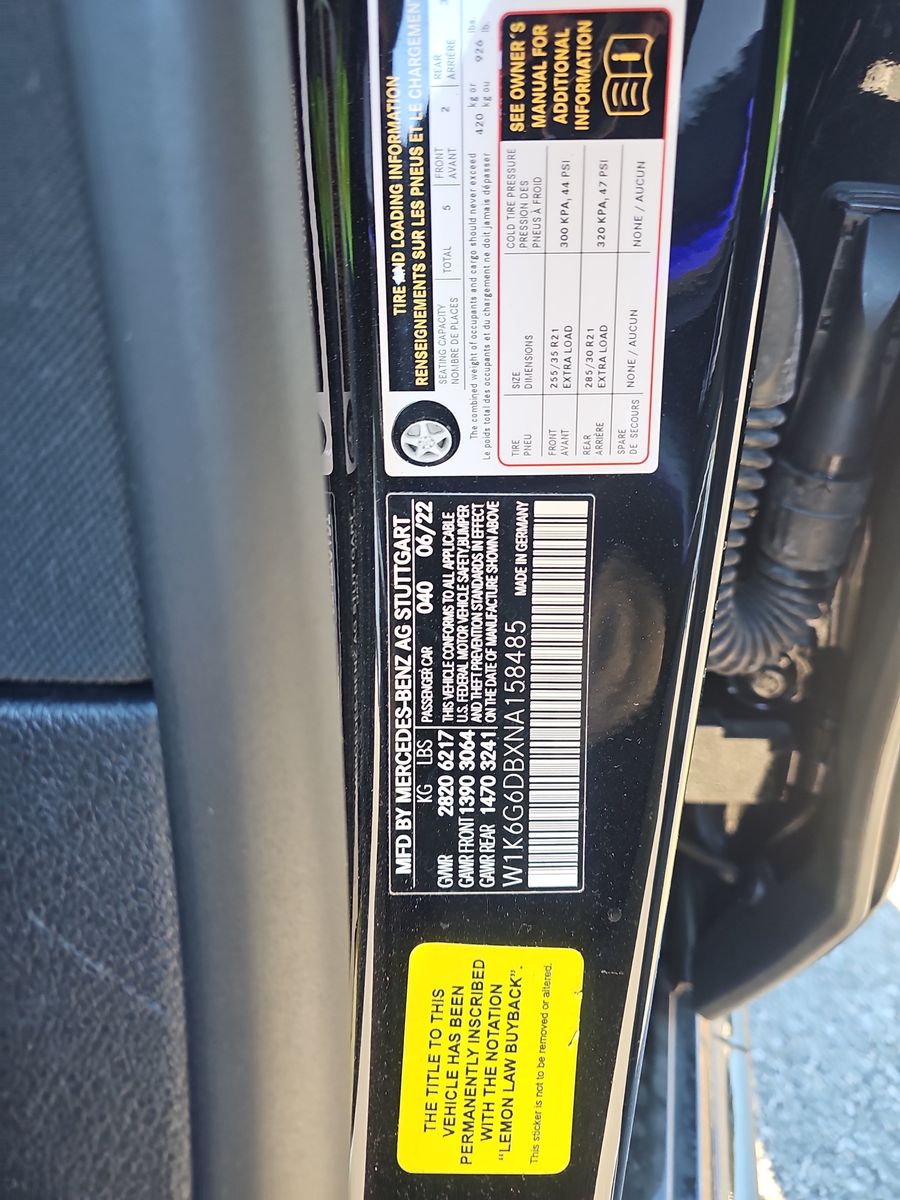 TIRE AND LOADING INFORMATION
RENSEIGNEMENTS SUR LES PNEUS ET LE CHARGEMENT
SEATING CAPACITY
NOMBRE DE PLACES
TOTAL 5
FRONT
AVANT
2
REAR
ARRIÈRE
The combined weight of occupants and cargo should never exceed 420 kg or 926 lbs.
Le poids total des occupants et du chargement ne doit jamais dépasser 420 kg ou 926 lb.
TIRE
PNEU
SIZE
DIMENSIONS
COLD TIRE PRESSURE
PRESSION DES
PNEUS À FROID
FRONT
AVANT
255/35 R21
EXTRA LOAD
300 KPA, 44 PSI
REAR
ARRIÈRE
285/30 R21
EXTRA LOAD
320 KPA, 47 PSI
SPARE
DE SECOURS
NONE / AUCUN
NONE / AUCUN
SEE OWNER'S
MANUAL FOR
ADDITIONAL
INFORMATION
MFD BY MERCEDES-BENZ AG STUTTGART
KG LBS PASSENGER CAR 040 06/22
GVWR 2820 6217
GAWR FRONT 1390 3064
GAWR REAR 1470 3241
THIS VEHICLE CONFORMS TO ALL APPLICABLE
U.S. FEDERAL MOTOR VEHICLE SAFETY, BUMPER
AND THEFT PREVENTION STANDARDS IN EFFECT
ON THE DATE OF MANUFACTURE SHOWN ABOVE
W1K6G6DBXNA158485 MADE IN GERMANY
THE TITLE TO THIS
VEHICLE HAS BEEN
PERMANENTLY INSCRIBED
WITH THE NOTATION
"LEMON LAW BUYBACK".
This sticker is not to be removed or altered.